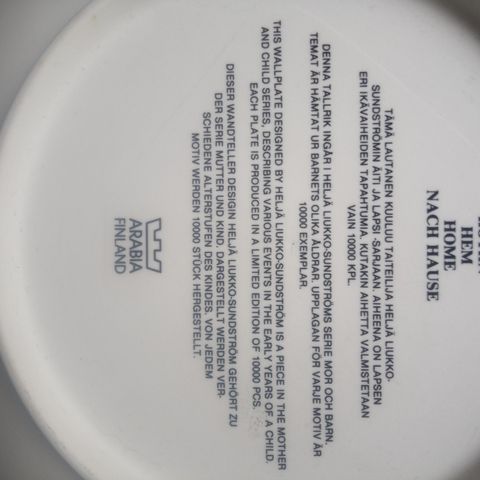 HEM
HOME
NACH HAUSE
TÄMÄ LAUTANEN KUULUU TAITEILIJA HELJÄ LIUKKO-
SUNDSTRÖMIN ÄITI JA LAPSI -SARJAAN. AIHEENA ON LAPSEN
ERI IKÄVAIHEIDEN TAPAHTUMIA, KUTAKIN AIHETTA VALMISTETAAN
VAIN 10000 KPL.
DENNA TALLRIK INGÅR I HELJÄ LIUKKO-SUNDSTRÖMS SERIE MOR OCH BARN.
TEMAT ÄR HÄMTAT UR BARNETS OLIKA ÅLDRAR. UPPLAGAN FÖR VARJE MOTIV ÄR
10000 EXEMPLAR.
THIS WALLPLATE DESIGNED BY HELJÄ LIUKKO-SUNDSTRÖM IS A PIECE IN THE MOTHER
AND CHILD SERIES, DESCRIBING VARIOUS EVENTS IN THE EARLY YEARS OF A CHILD.
EACH PLATE IS PRODUCED IN A LIMITED EDITION OF 10000 PCS.
DIESER WANDTELLER DESIGN HELJÄ LIUKKO-SUNDSTRÖM GEHÖRT ZU
DER SERIE MUTTER UND KIND. DARGESTELLT WERDEN VER-
SCHIEDENE ALTERSTUFEN DES KINDES. VON JEDEM
MOTIV WERDEN 10000 STÜCK HERGESTELLT.
ARABIA
FINLAND